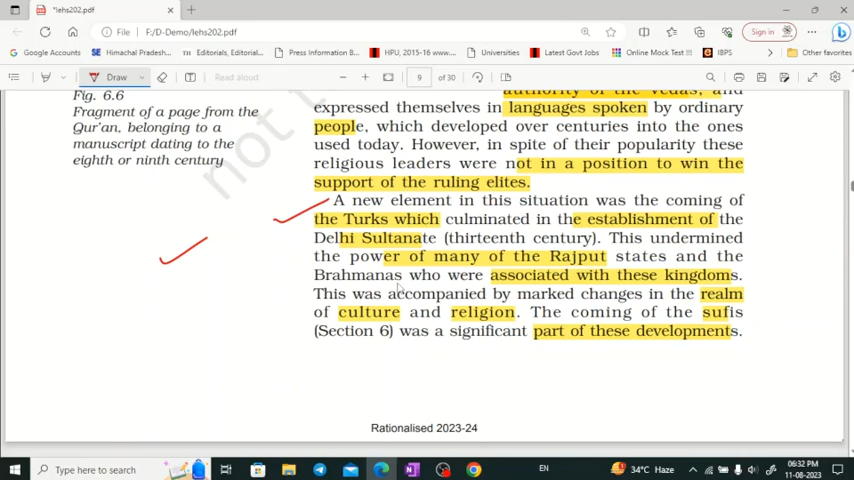 *lehs202.pdf
File
F:/D-Demo/lehs202.pdf
Sign in
Google
Himachal Pradesh...
Editorials, Editorial...
Press Information B...
HPU, 2015-16 www....
Universities
Latest Govt Jobs
Online Mock Test !!...
IBPS
Other favorites
Draw
Read aloud
9 of 30
authority of the Vedas, and
expressed themselves in languages spoken by ordinary
people, which developed over centuries into the ones
used today. However, in spite of their popularity these
religious leaders were not in a position to win the
support of the ruling elites.
A new element in this situation was the coming of
the Turks which culminated in the establishment of the
Delhi Sultanate (thirteenth century). This undermined
the power of many of the Rajput states and the
Brahmanas who were associated with these kingdoms.
This was accompanied by marked changes in the realm
of culture and religion. The coming of the sufis
(Section 6) was a significant part of these developments.
Fig. 6.6
Fragment of a page from the
Qur'an, belonging to a
manuscript dating to the
eighth or ninth century
not t
Rationalised 2023-24
Type here to search
EN
34°C Haze
06:32 PM
11-08-2023